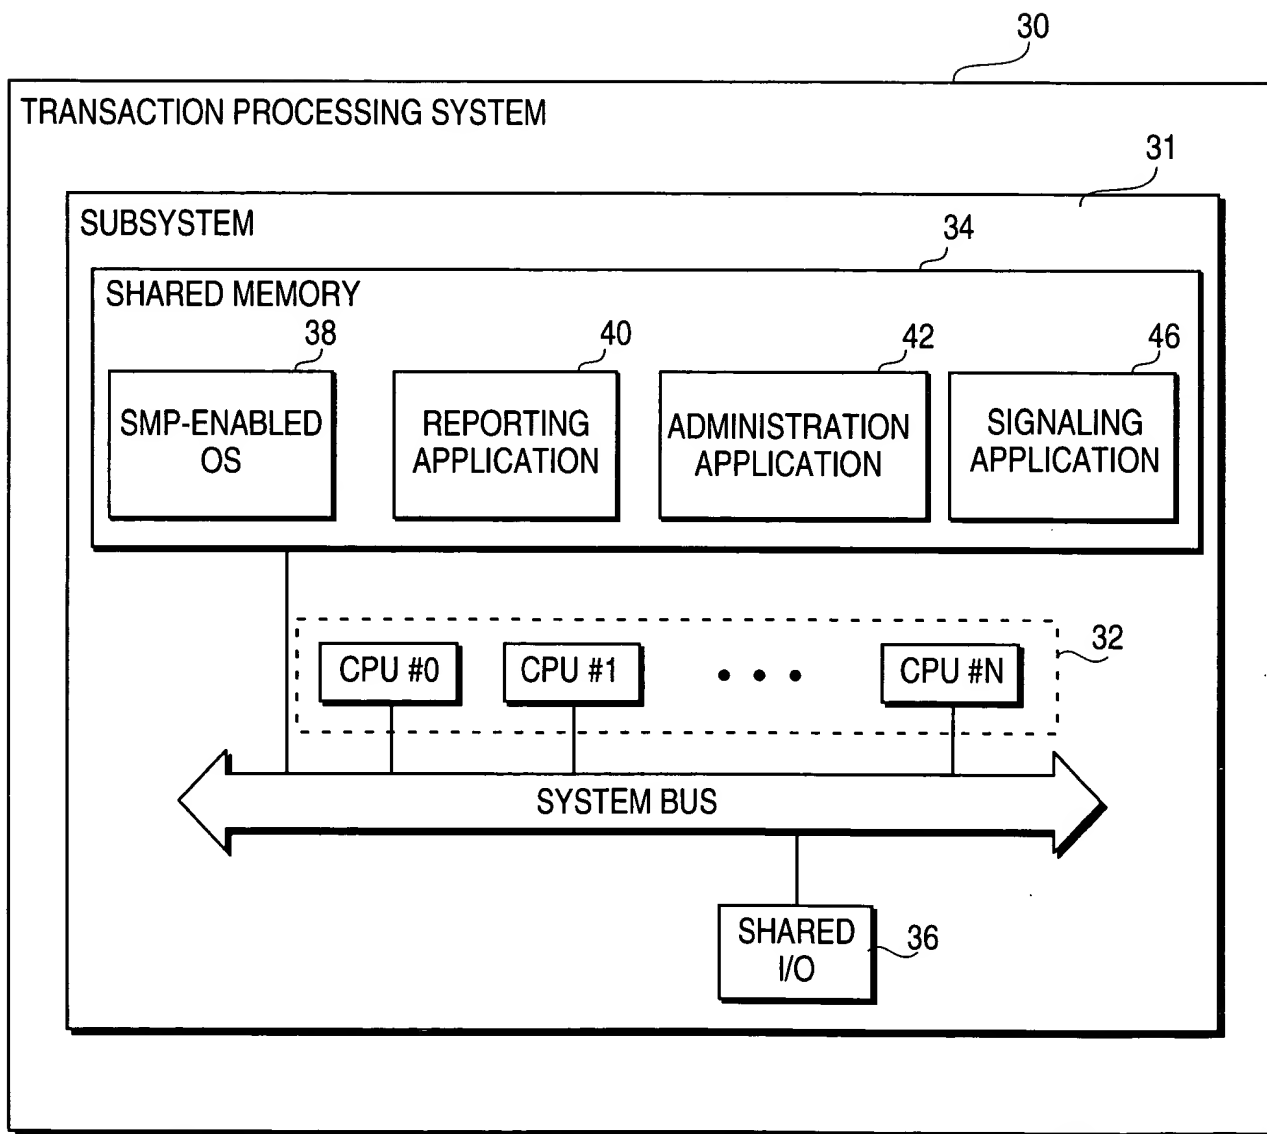 30
TRANSACTION PROCESSING SYSTEM
31
SUBSYSTEM
34
SHARED MEMORY
38
40
42
46
SMP-ENABLED
OS
REPORTING
APPLICATION
ADMINISTRATION
APPLICATION
SIGNALING
APPLICATION
32
CPU #0
CPU #1
CPU #N
SYSTEM BUS
SHARED
I/O
36